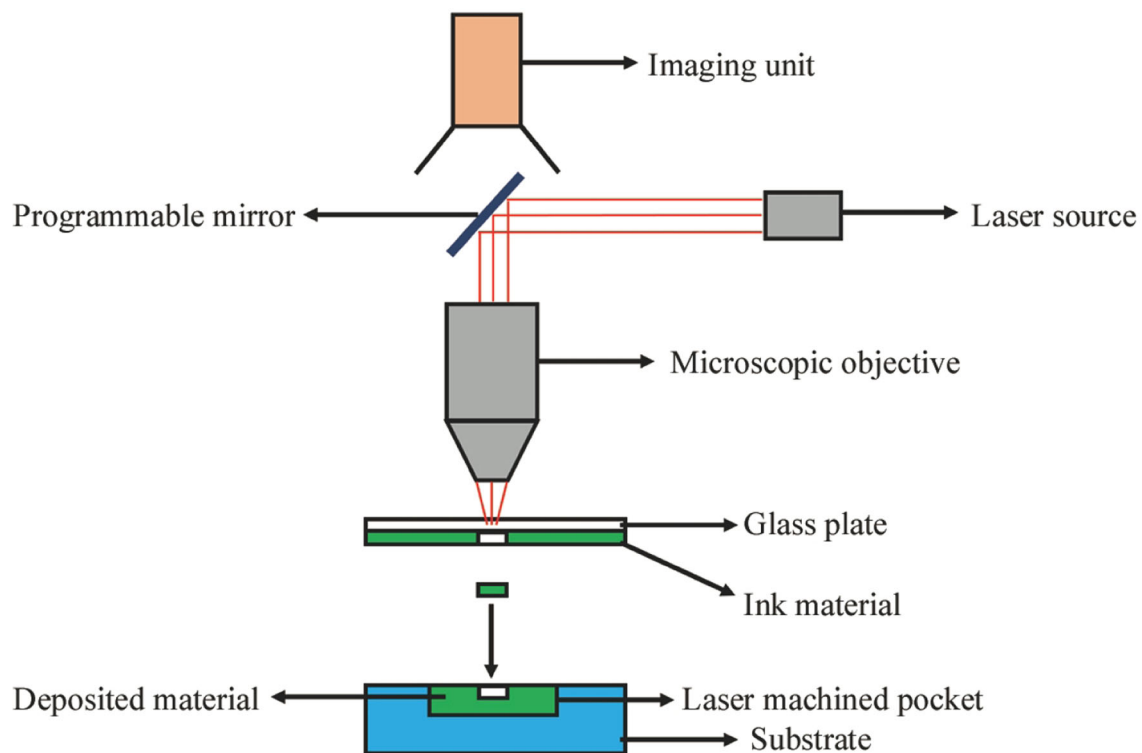 Imaging unit
Programmable mirror
Laser source
Microscopic objective
Glass plate
Ink material
Deposited material
Laser machined pocket
Substrate